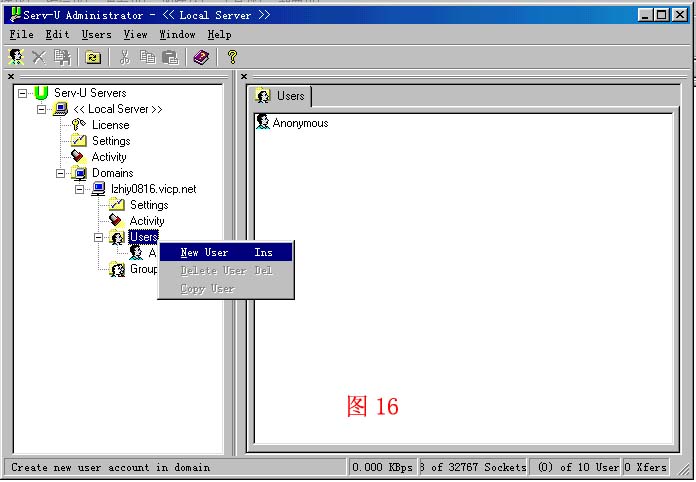 Serv-U Administrator - << Local Server >>
File Edit Users View Window Help
Serv-U Servers
<< Local Server >>
License
Settings
Activity
Domains
lzhiy0816.vicp.net
Settings
Activity
Users
A
Group
New User Ins
Delete User Del
Copy User
Users
Anonymous
图 16
Create new user account in domain
0.000 KBps
3 of 32767 Sockets
(0) of 10 User
0 Xfers